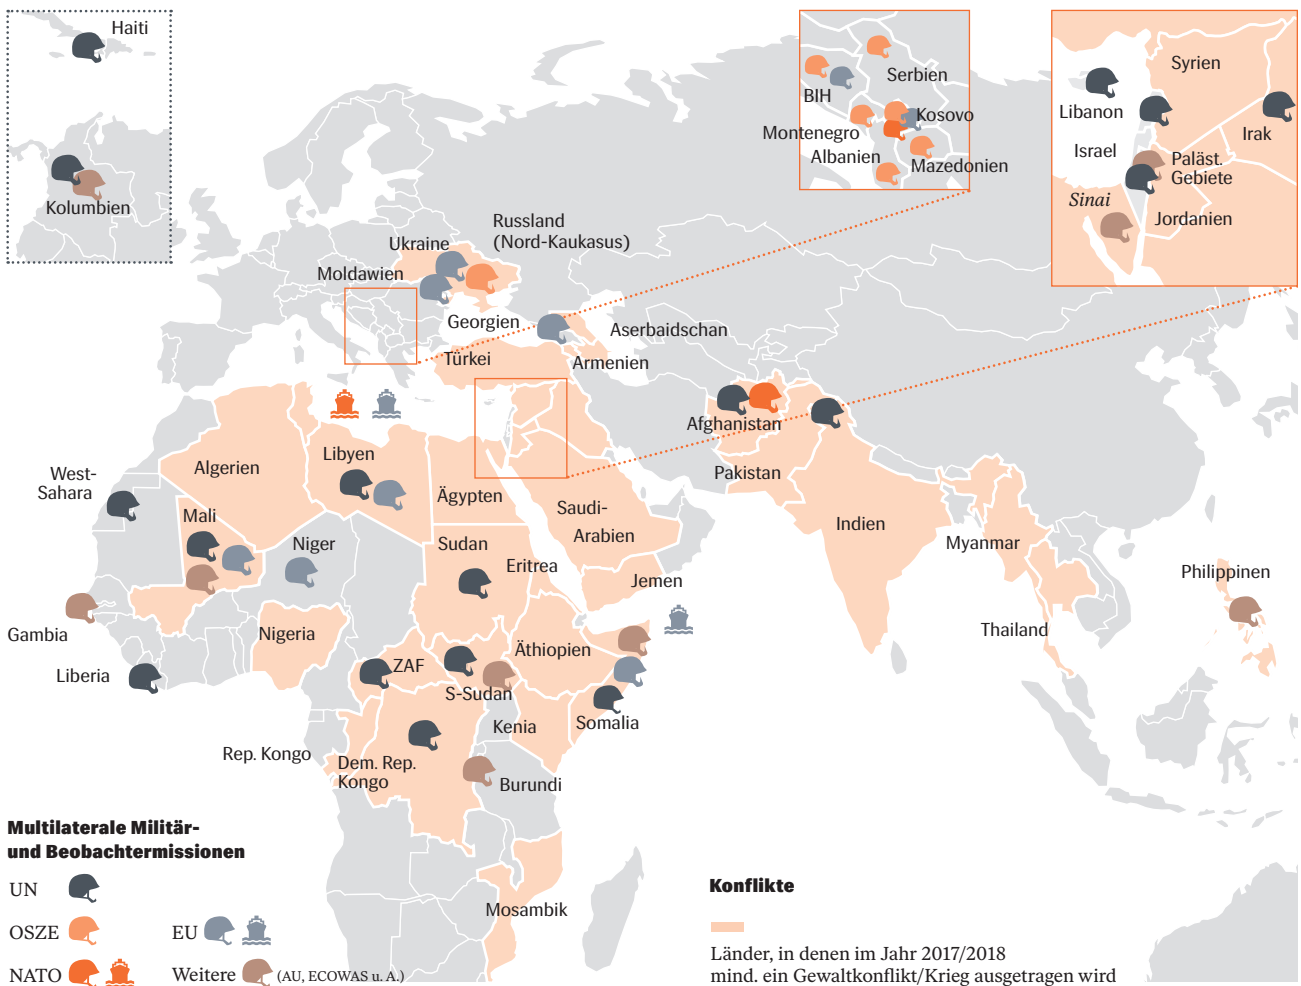 Haiti
Kolumbien
Serbien
BIH
Kosovo
Montenegro
Albanien
Mazedonien
Syrien
Libanon
Irak
Israel
Paläst.
Gebiete
Sinai
Jordanien
Russland
(Nord-Kaukasus)
Ukraine
Moldawien
Georgien
Aserbaidschan
Türkei
Armenien
Afghanistan
Pakistan
Algerien
Libyen
Ägypten
West-
Sahara
Saudi-
Arabien
Indien
Mali
Niger
Sudan
Eritrea
Myanmar
Jemen
Philippinen
Gambia
Nigeria
Äthiopien
Thailand
Liberia
ZAF
S-Sudan
Kenia
Somalia
Rep. Kongo
Dem. Rep.
Kongo
Burundi
Mosambik
Multilaterale Militär-
und Beobachtermissionen
UN
OSZE
EU
NATO
Weitere (AU, ECOWAS u. A.)
Konflikte
Länder, in denen im Jahr 2017/2018
mind. ein Gewaltkonflikt/Krieg ausgetragen wird